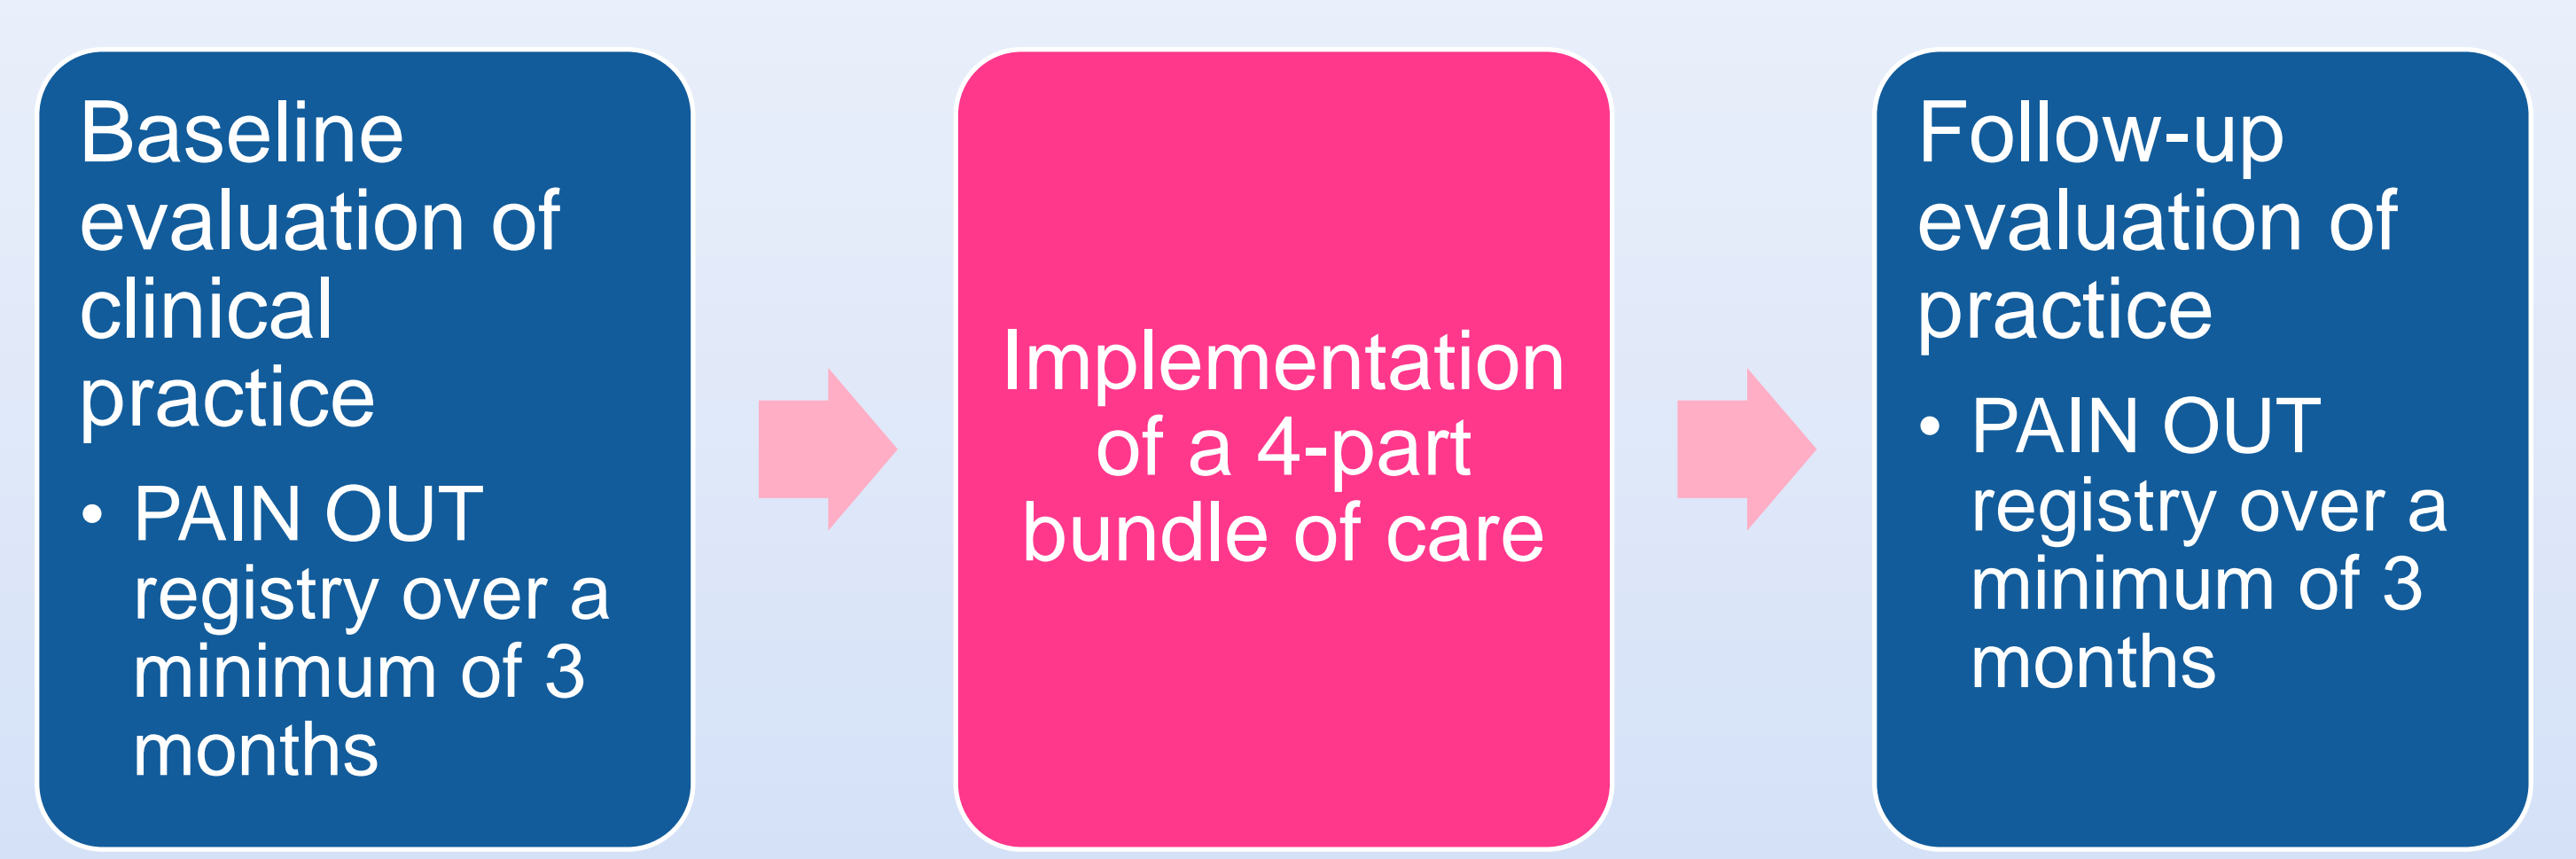 Baseline
evaluation of
clinical
practice
• PAIN OUT
registry over a
minimum of 3
months
Implementation
of a 4-part
bundle of care
Follow-up
evaluation of
practice
• PAIN OUT
registry over a
minimum of 3
months